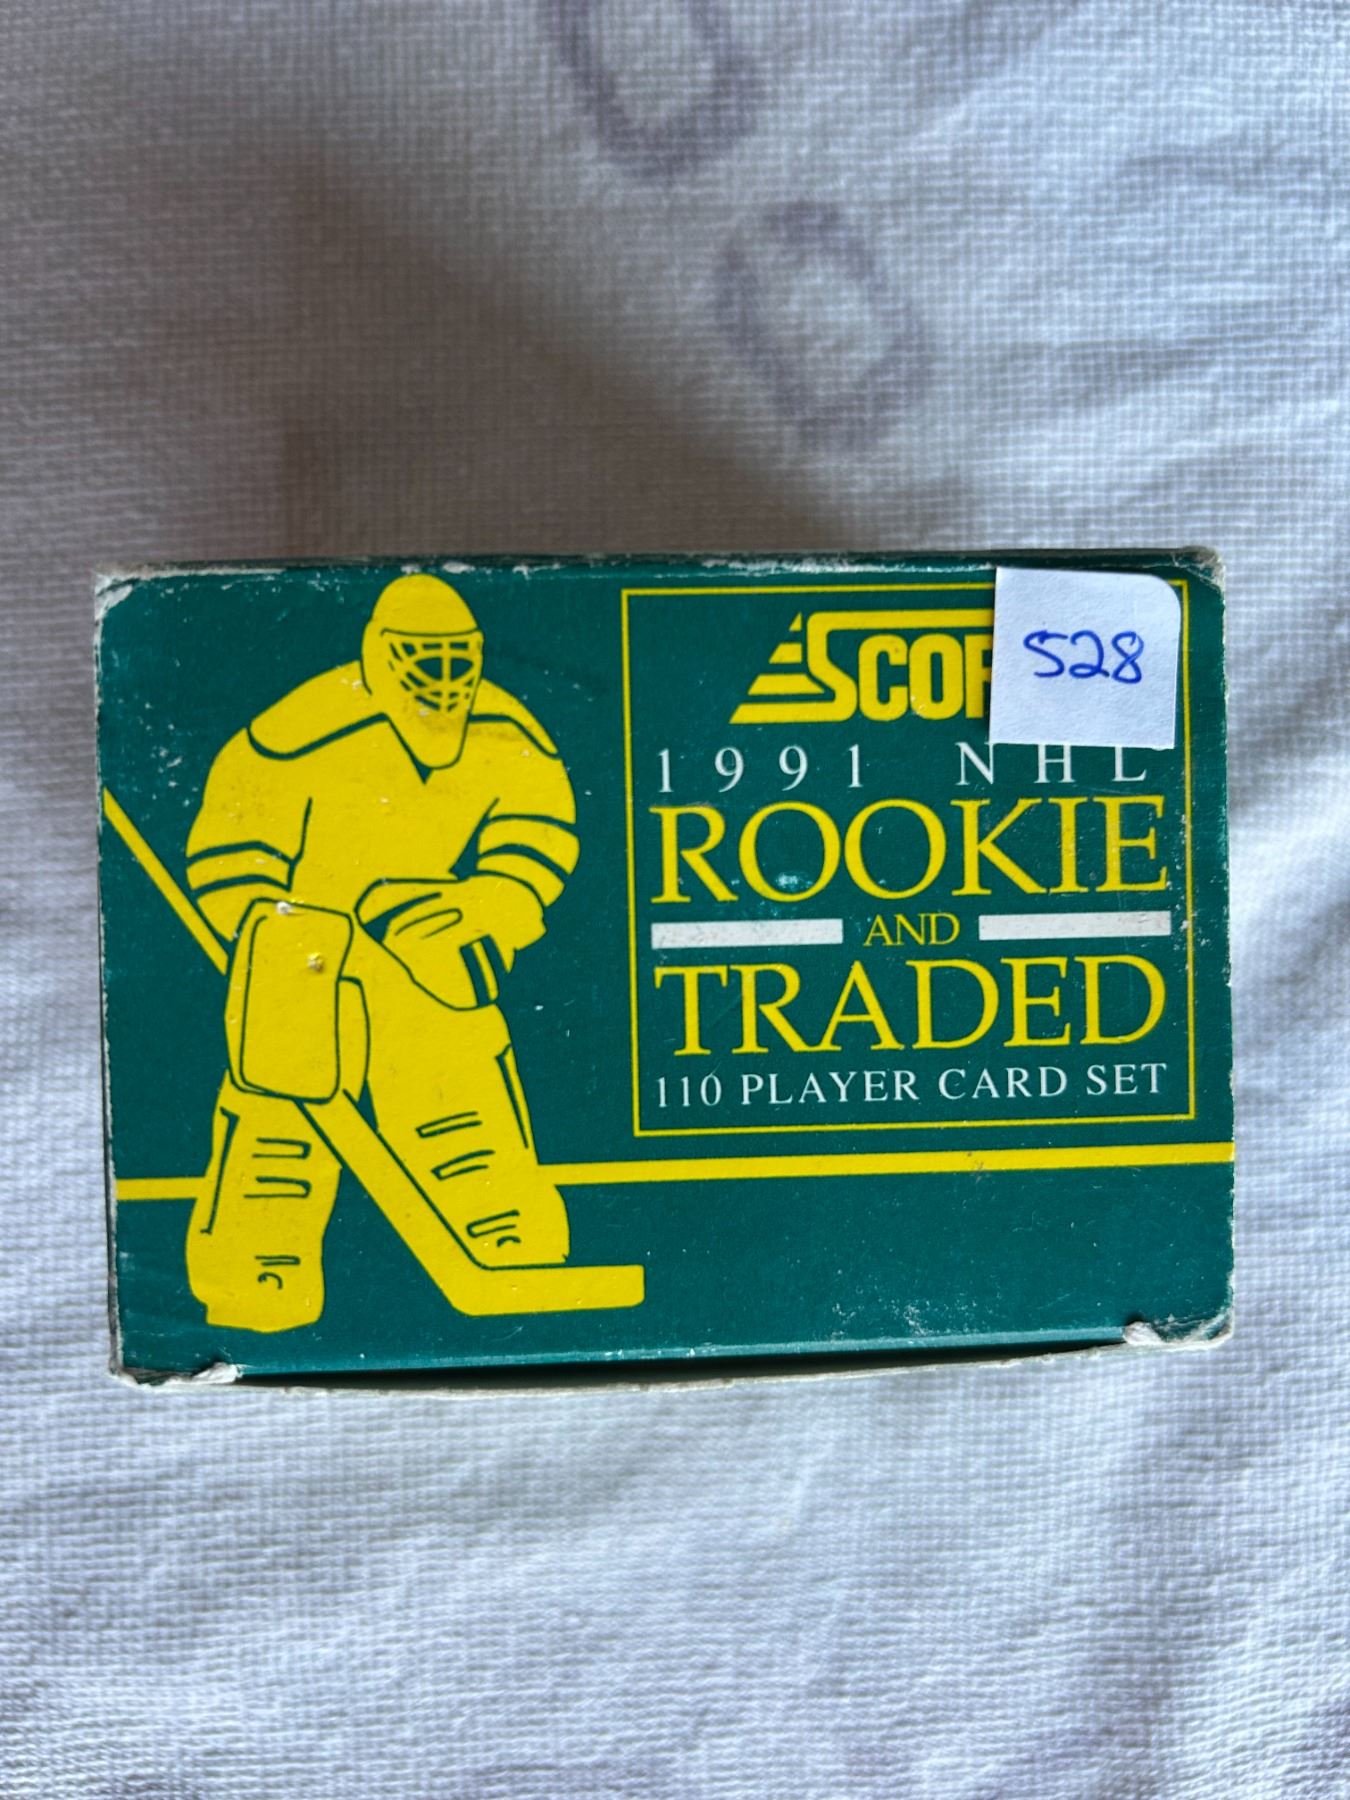 SCOR
528
1991 NHL
ROOKIE
AND
TRADED
110 PLAYER CARD SET